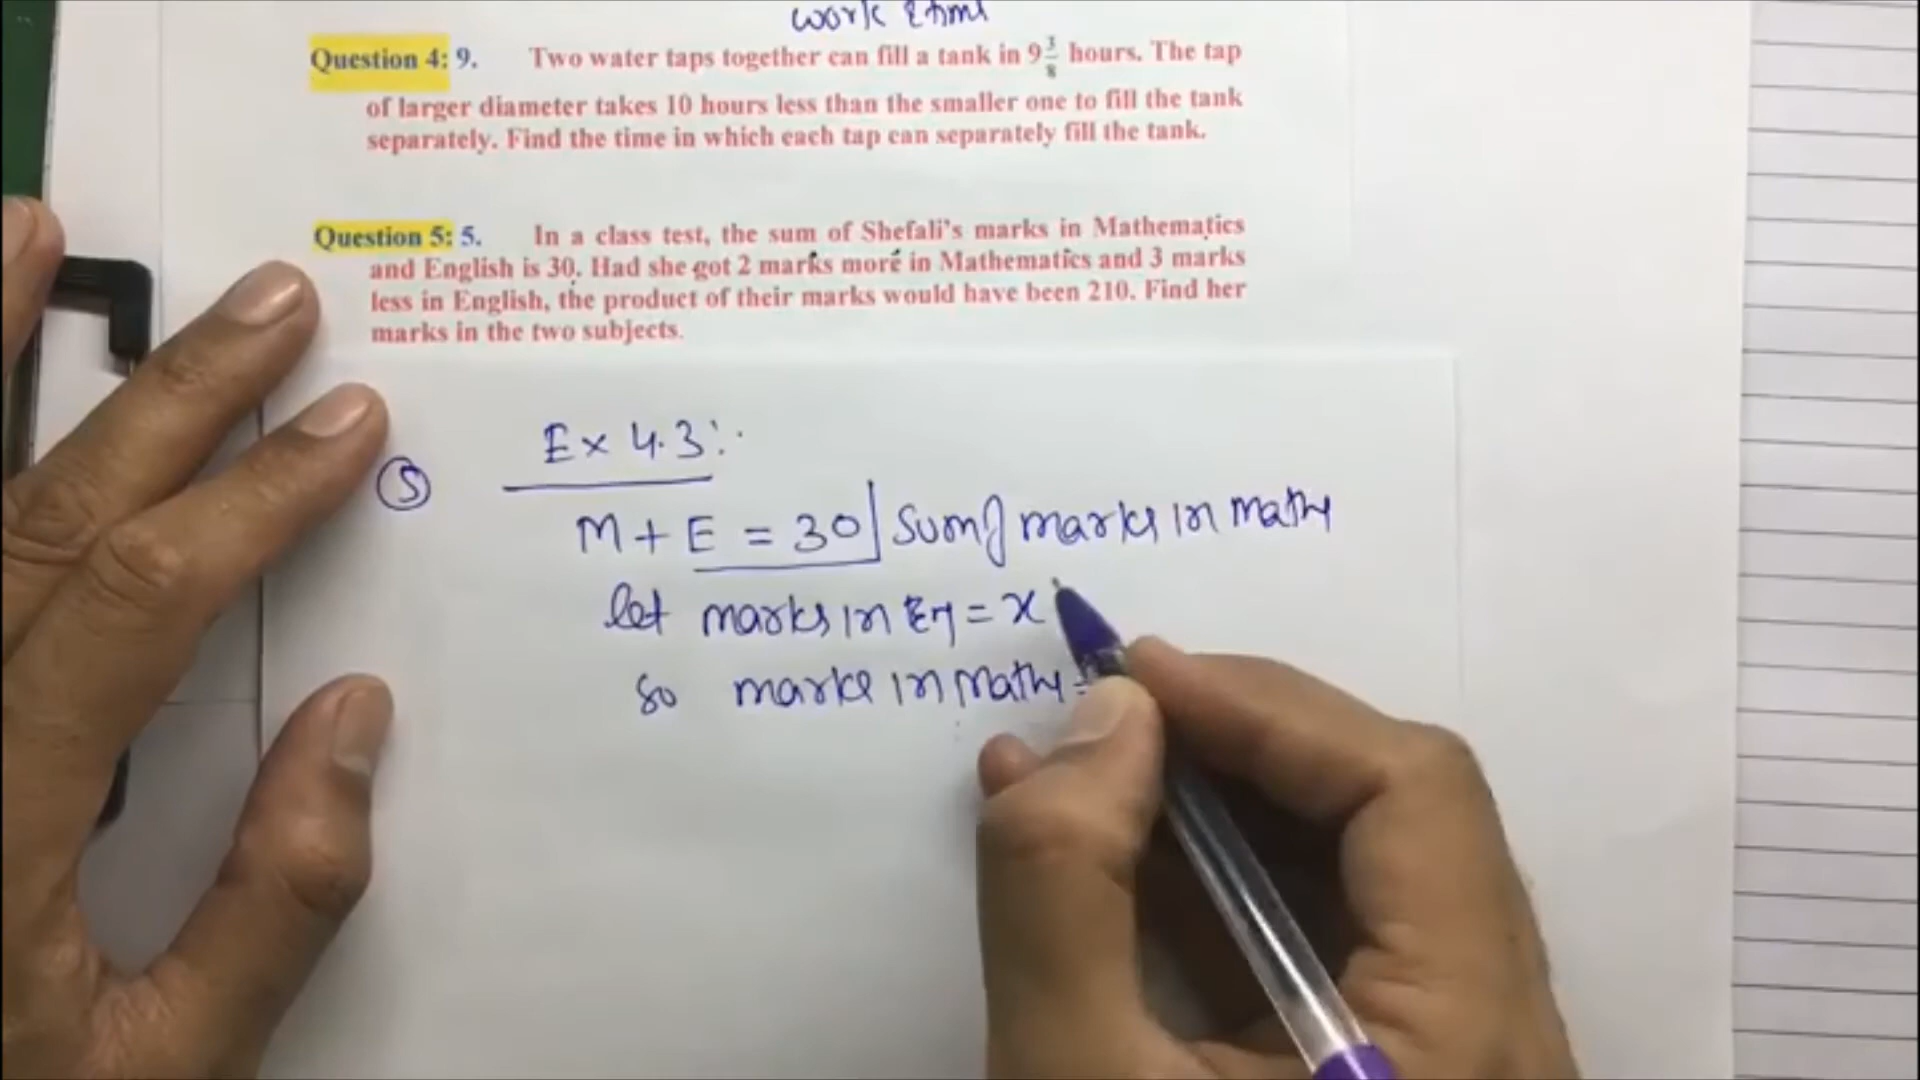 work & time
Question 4: 9. Two water taps together can fill a tank in 9 3/8 hours. The tap
of larger diameter takes 10 hours less than the smaller one to fill the tank
separately. Find the time in which each tap can separately fill the tank.
Question 5: 5. In a class test, the sum of Shefali's marks in Mathematics
and English is 30. Had she got 2 marks more in Mathematics and 3 marks
less in English, the product of their marks would have been 210. Find her
marks in the two subjects.
Ex 4.3:
5
M + E = 30 sum of marks in maths
let marks in Eng = x
so marks in maths =